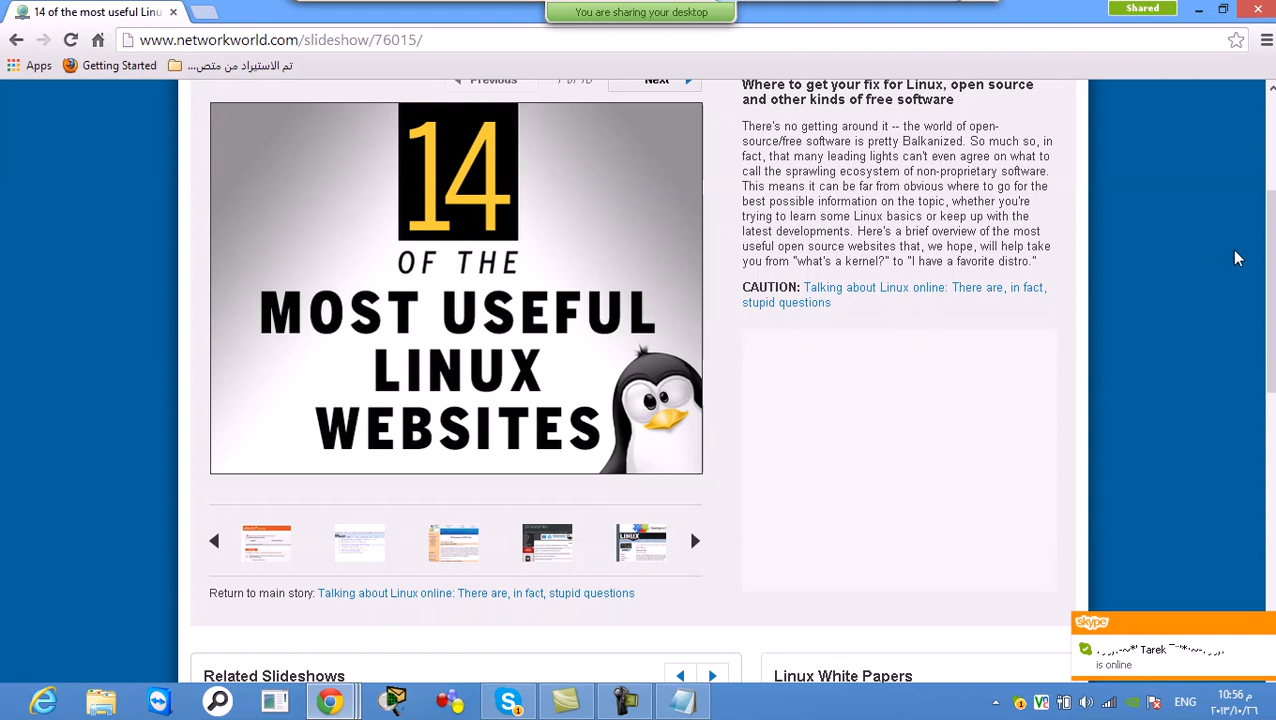 14 of the most useful Linu
You are sharing your desktop
Shared
www.networkworld.com/slideshow/76015/
Apps
Getting Started
تم الاستيراد من متص...
Previous
Next
Where to get your fix for Linux, open source
and other kinds of free software
14
OF THE
MOST USEFUL
LINUX
WEBSITES
There's no getting around it -- the world of open-
source/free software is pretty Balkanized. So much so, in
fact, that many leading lights can't even agree on what to
call the sprawling ecosystem of non-proprietary software.
This means it can be far from obvious where to go for the
best possible information on the topic, whether you're
trying to learn some Linux basics or keep up with the
latest developments. Here's a brief overview of the most
useful open source websites that, we hope, will help take
you from "what's a kernel?" to "I have a favorite distro."
CAUTION: Talking about Linux online: There are, in fact,
stupid questions
Return to main story: Talking about Linux online: There are, in fact, stupid questions
Related Slideshows
Linux White Papers
skype
Tarek
is online
ENG
10:56 م
٢٠١٣/١٠/٢٦